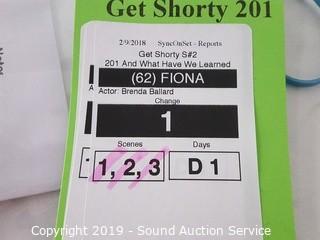 Get Shorty 201
2/9/2018 SyncOnSet - Reports
Get Shorty S#2
201 And What Have We Learned
(62) FIONA
A
Actor: Brenda Ballard
Change
1
Scenes Days
1, 2, 3 D 1
Copyright 2019 - Sound Auction Service